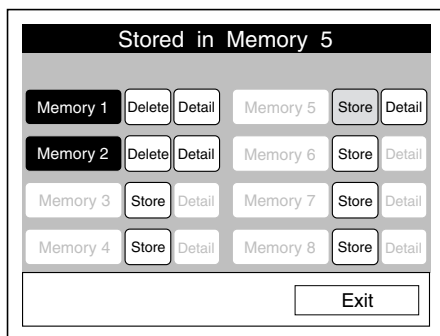 Stored in Memory 5
Memory 1 Delete Detail Memory 5 Store Detail
Memory 2 Delete Detail Memory 6 Store Detail
Memory 3 Store Detail Memory 7 Store Detail
Memory 4 Store Detail Memory 8 Store Detail
Exit